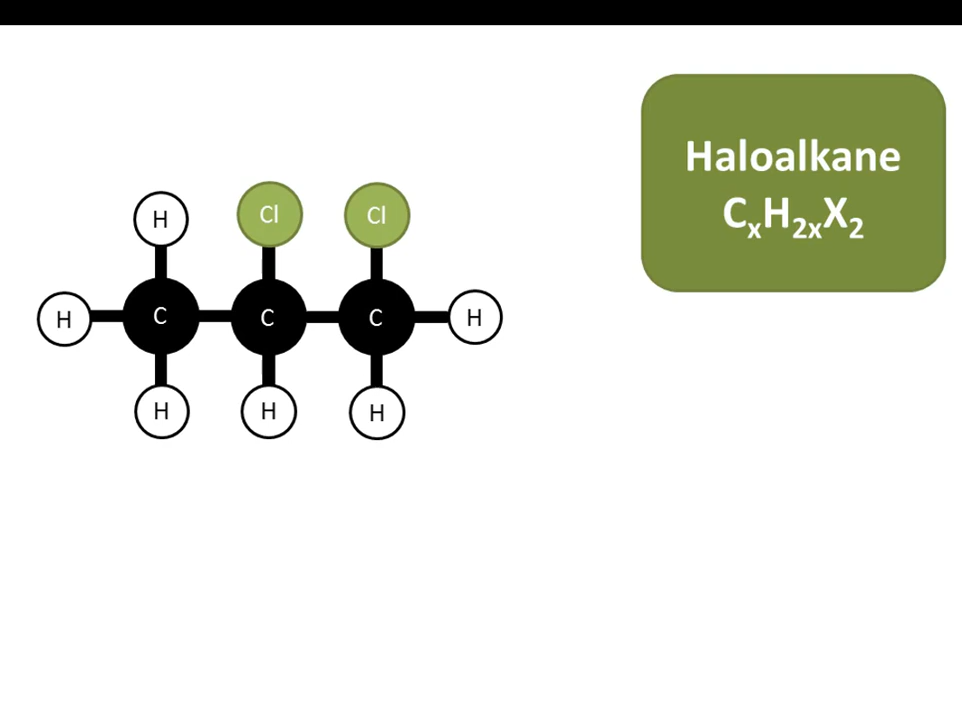 Haloalkane
CₓH₂ₓX₂
H Cl Cl
H C C C H
H H H